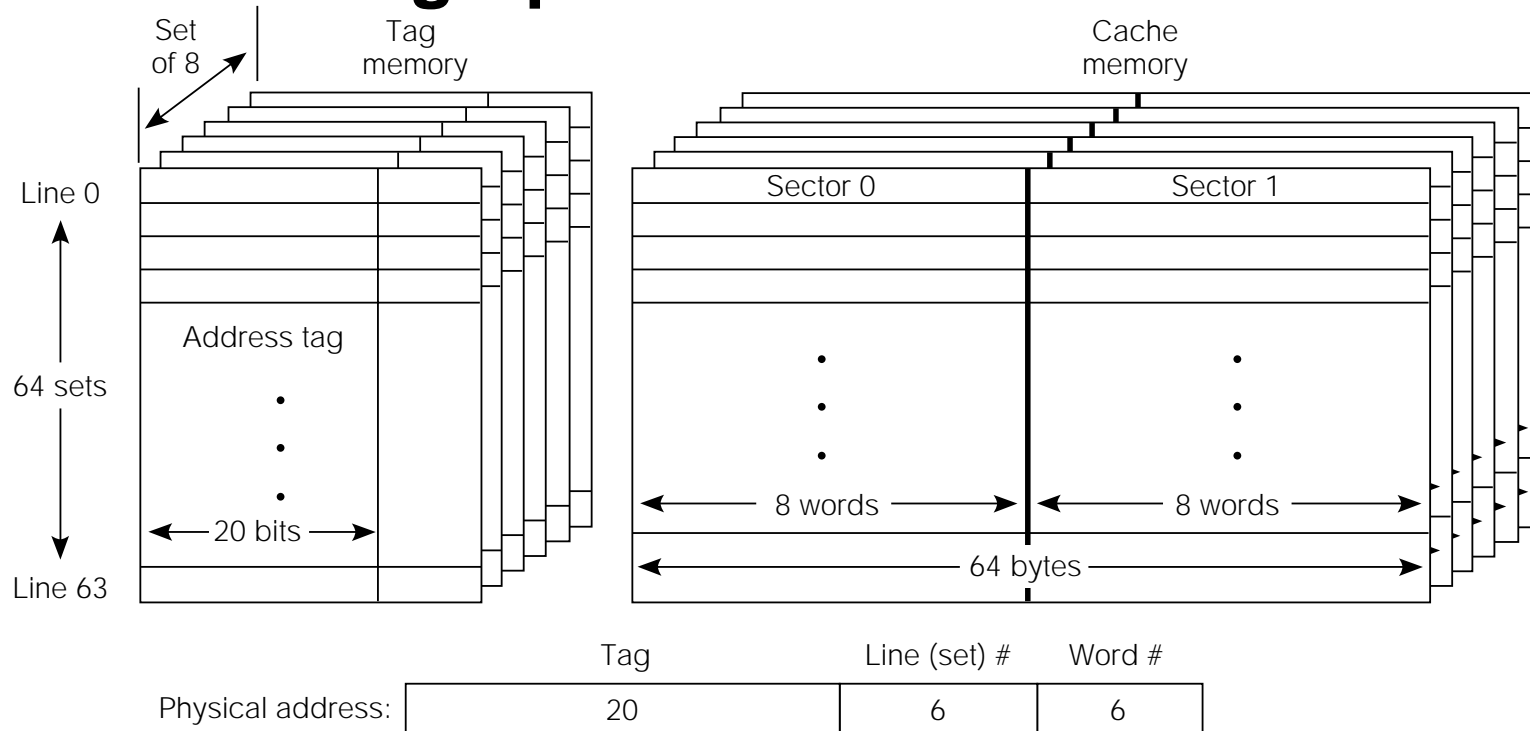 Set
of 8
Tag
memory
Cache
memory
Line 0
Sector 0
Sector 1
Address tag
64 sets
8 words
8 words
20 bits
64 bytes
Line 63
Tag
Line (set) #
Word #
Physical address:
20
6
6